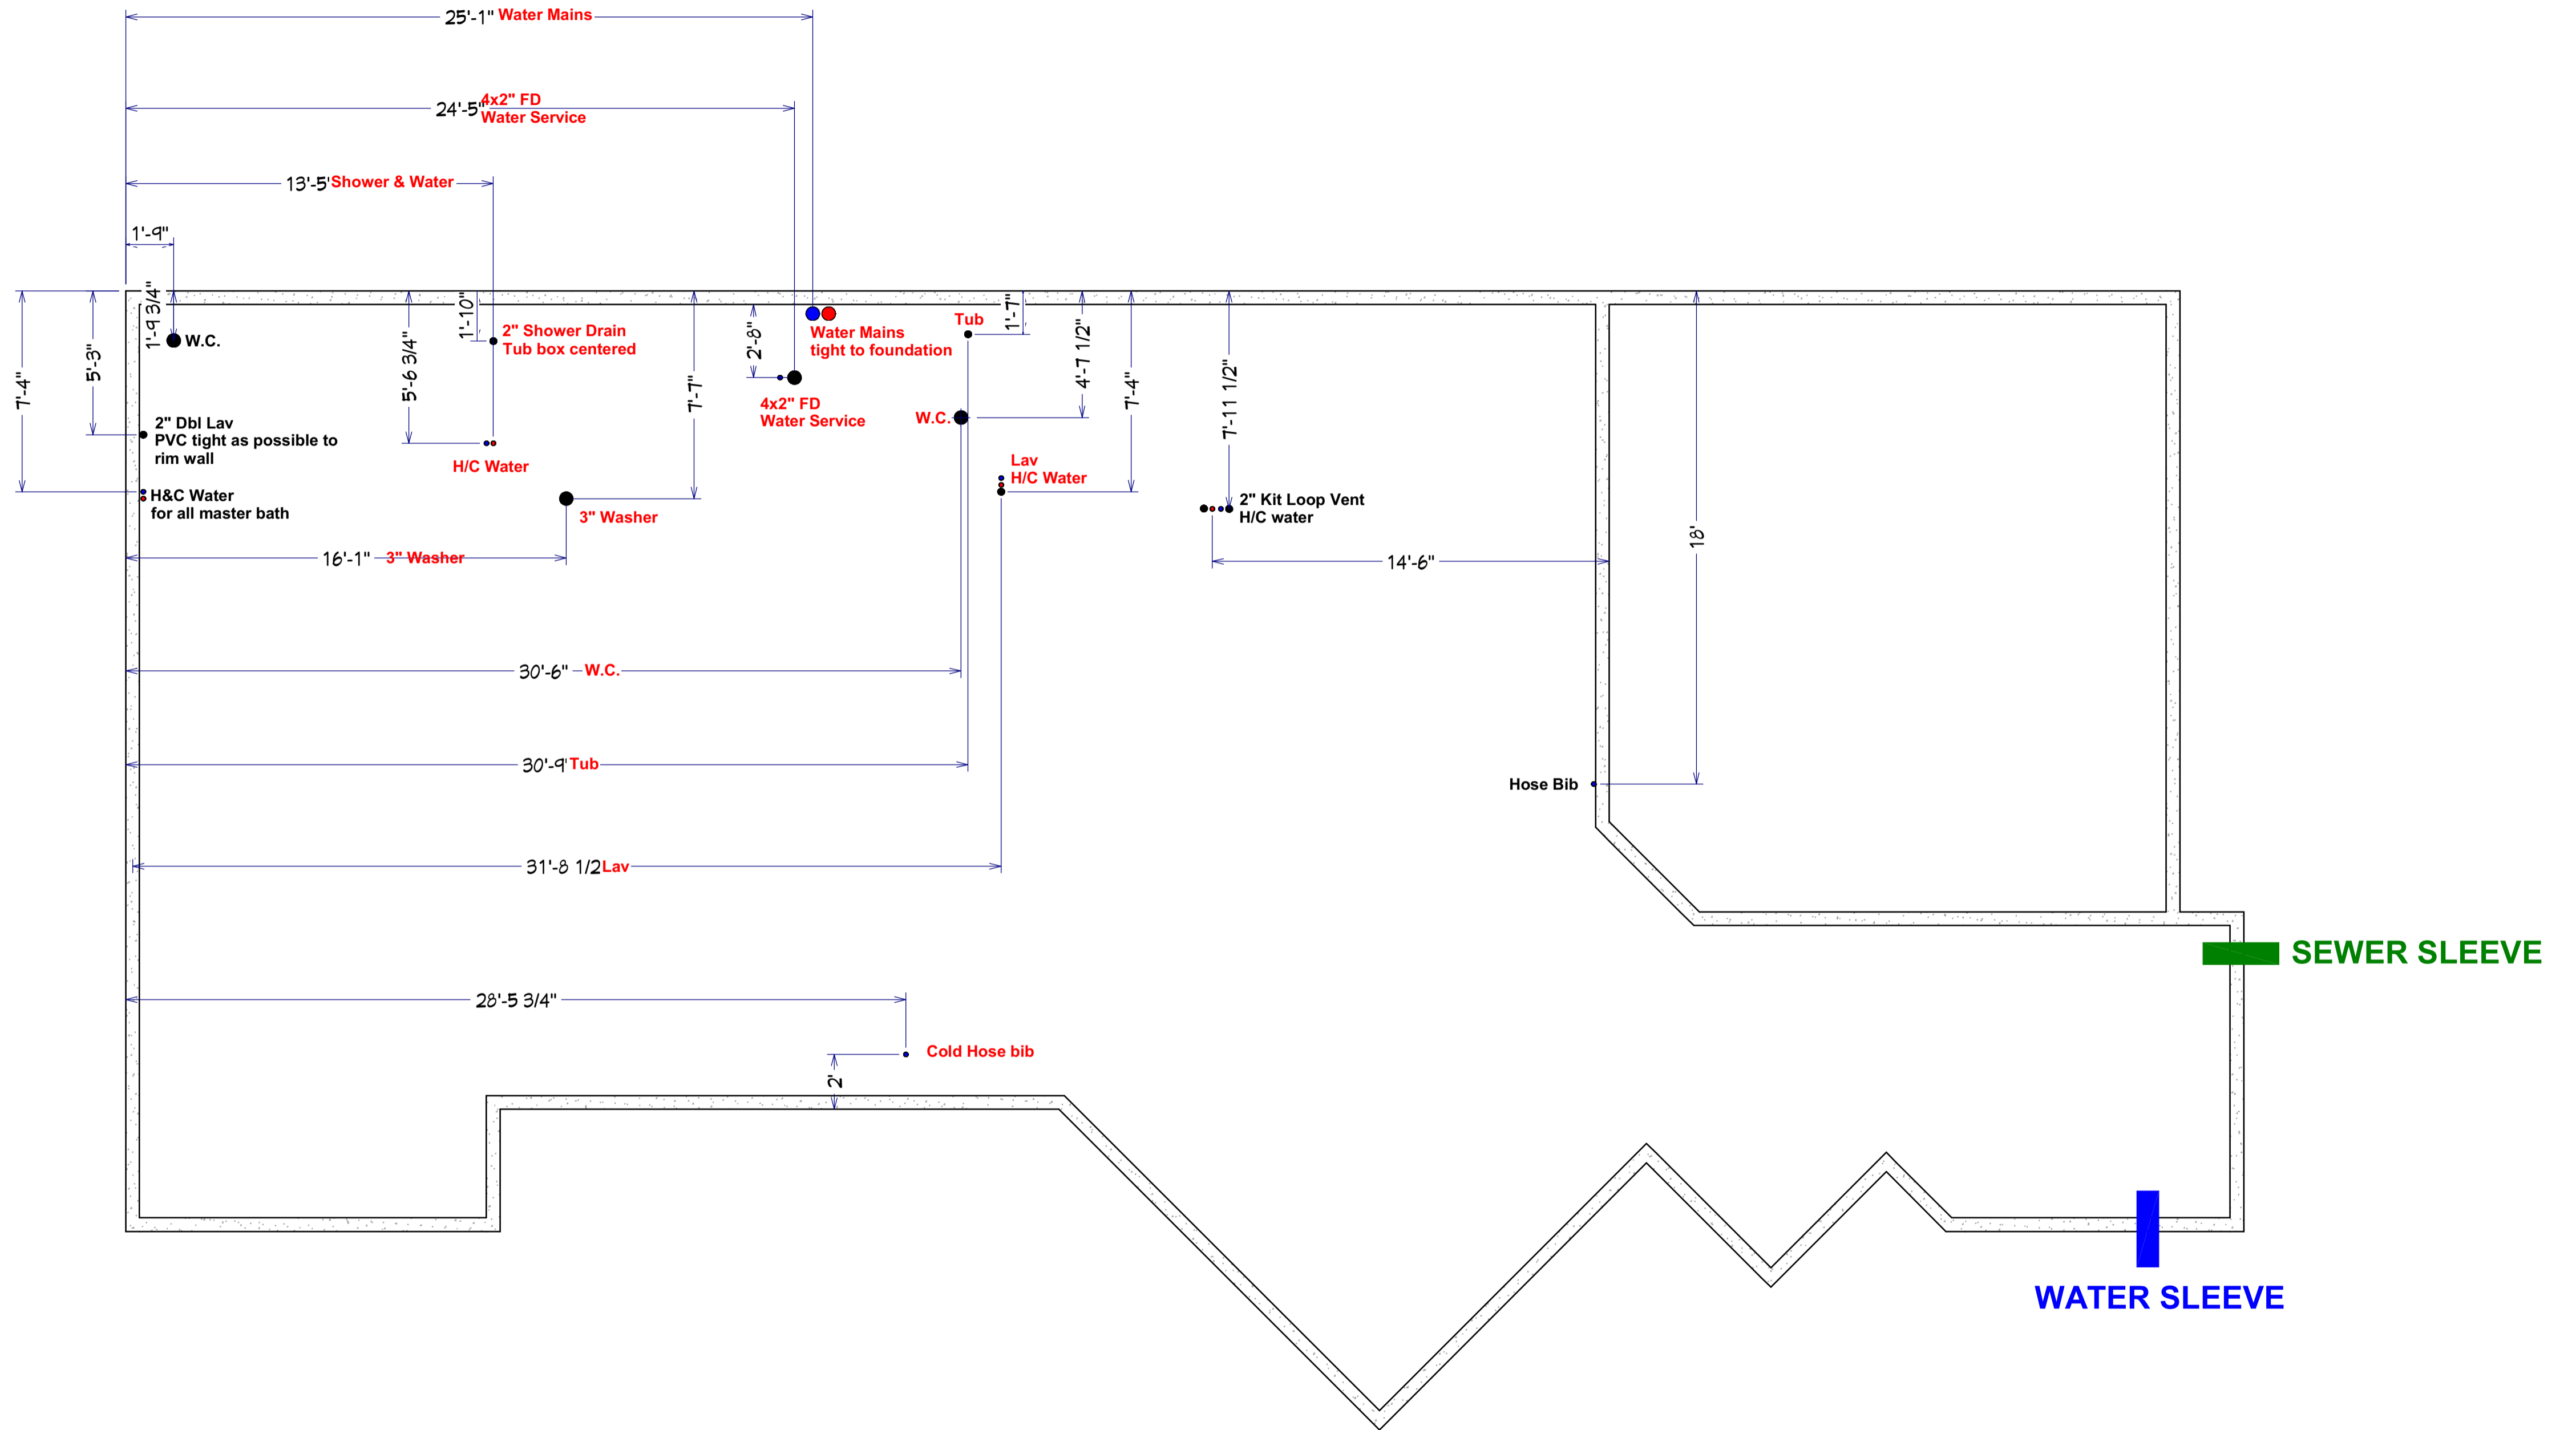 25'-1" Water Mains
24'-5" 4x2" FD
Water Service
13'-5" Shower & Water
1'-9"
1'-9 3/4"
W.C.
5'-3"
7'-4"
2" Dbl Lav
PVC tight as possible to
rim wall
H&C Water
for all master bath
5'-6 3/4"
1'-10"
2" Shower Drain
Tub box centered
H/C Water
7'-7"
3" Washer
16'-1" 3" Washer
2'-8"
4x2" FD
Water Service
Water Mains
tight to foundation
Tub
1'-7"
W.C.
4'-7 1/2"
7'-4"
Lav
H/C Water
7'-11 1/2"
2" Kit Loop Vent
H/C water
14'-6"
18'
30'-6" W.C.
30'-9" Tub
Hose Bib
31'-8 1/2 Lav
SEWER SLEEVE
28'-5 3/4"
Cold Hose bib
2'
WATER SLEEVE